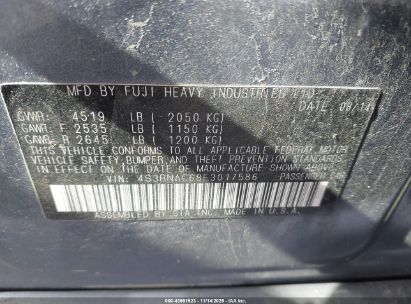 MFD BY FUJI HEAVY INDUSTRIES LTD.
DATE 09/14
GVWR: 4519 LB ( 2050 KG)
GAWR: F 2535 LB ( 1150 KG)
GAWR: R 2645 LB ( 1200 KG)
THIS VEHICLE CONFORMS TO ALL APPLICABLE FEDERAL MOTOR
VEHICLE SAFETY, BUMPER, AND THEFT PREVENTION STANDARDS
IN EFFECT ON THE DATE OF MANUFACTURE SHOWN ABOVE.
VIN: 4S3BNAC68F3017586 PASSENGER
ASSEMBLED BY SIA INC., MADE IN U.S.A.